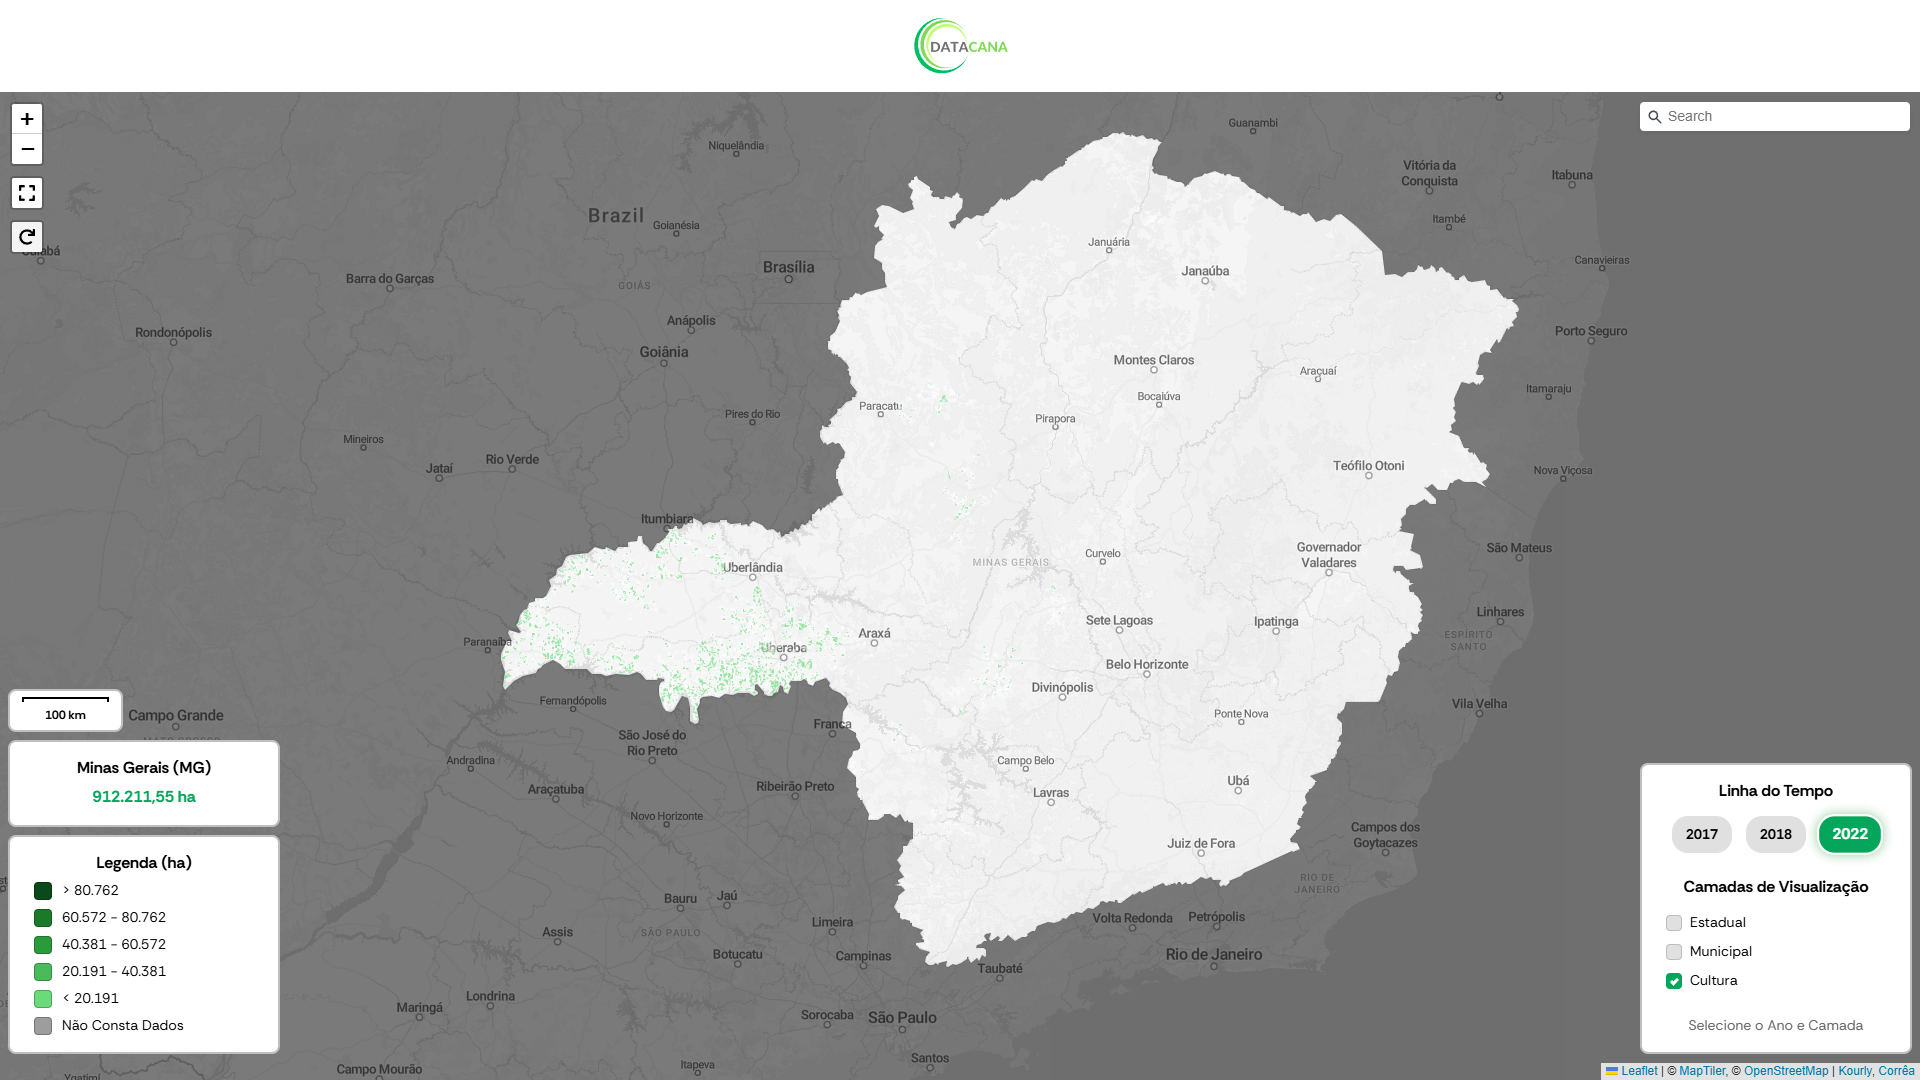 DATACANA
+
−
Search
Guanambi
Niquelândia
Vitória da
Conquista
Itabuna
Brazil
Goianésia
Itambé
Januária
Canavieiras
Brasília
Janaúba
Barra do Garças
GOIÁS
Anápolis
Rondonópolis
Porto Seguro
Goiânia
Montes Claros
Araçuaí
Itamaraju
Bocaiúva
Pires do Rio
Pirapora
Mineiros
Rio Verde
Jataí
Teófilo Otoni
Nova Viçosa
Itumbiara
Governador
Valadares
São Mateus
Curvelo
MINAS GERAIS
Uberlândia
Linhares
Sete Lagoas
Ipatinga
Araxá
ESPÍRITO
SANTO
Paranaíba
Uberaba
Belo Horizonte
Divinópolis
Fernandópolis
Vila Velha
100 km
Campo Grande
Ponte Nova
Franca
São José do
Rio Preto
Minas Gerais (MG)
912.211,55 ha
Andradina
Campo Belo
Ubá
Araçatuba
Ribeirão Preto
Lavras
Novo Horizonte
Juiz de Fora
Campos dos
Goytacazes
Linha do Tempo
2017
2018
2022
Legenda (ha)
> 80.762
60.572 - 80.762
40.381 - 60.572
20.191 - 40.381
< 20.191
Não Consta Dados
RIO DE
JANEIRO
Camadas de Visualização
Estadual
Municipal
Cultura
Selecione o Ano e Camada
Bauru
Jaú
Limeira
Volta Redonda
Petrópolis
Assis
SÃO PAULO
Botucatu
Campinas
Rio de Janeiro
Taubaté
Londrina
Maringá
Sorocaba
São Paulo
Santos
Itapeva
Campo Mourão
Leaflet | © MapTiler, © OpenStreetMap | Kourly, Corrêa